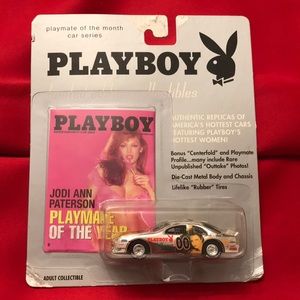 playmate of the month
car series
PLAYBOY
AUTHENTIC REPLICAS OF
AMERICA'S HOTTEST CARS
FEATURING PLAYBOY'S
HOTTEST WOMEN!
Bonus "Centerfold" and Playmate
Profile...many include Rare
Unpublished "Outtake" Photos!
Die-Cast Metal Body and Chassis
Lifelike "Rubber" Tires
PLAYBOY
JODI ANN
PATERSON
PLAYMATE
OF THE YEAR
PLAYBOY
00
ADULT COLLECTIBLE